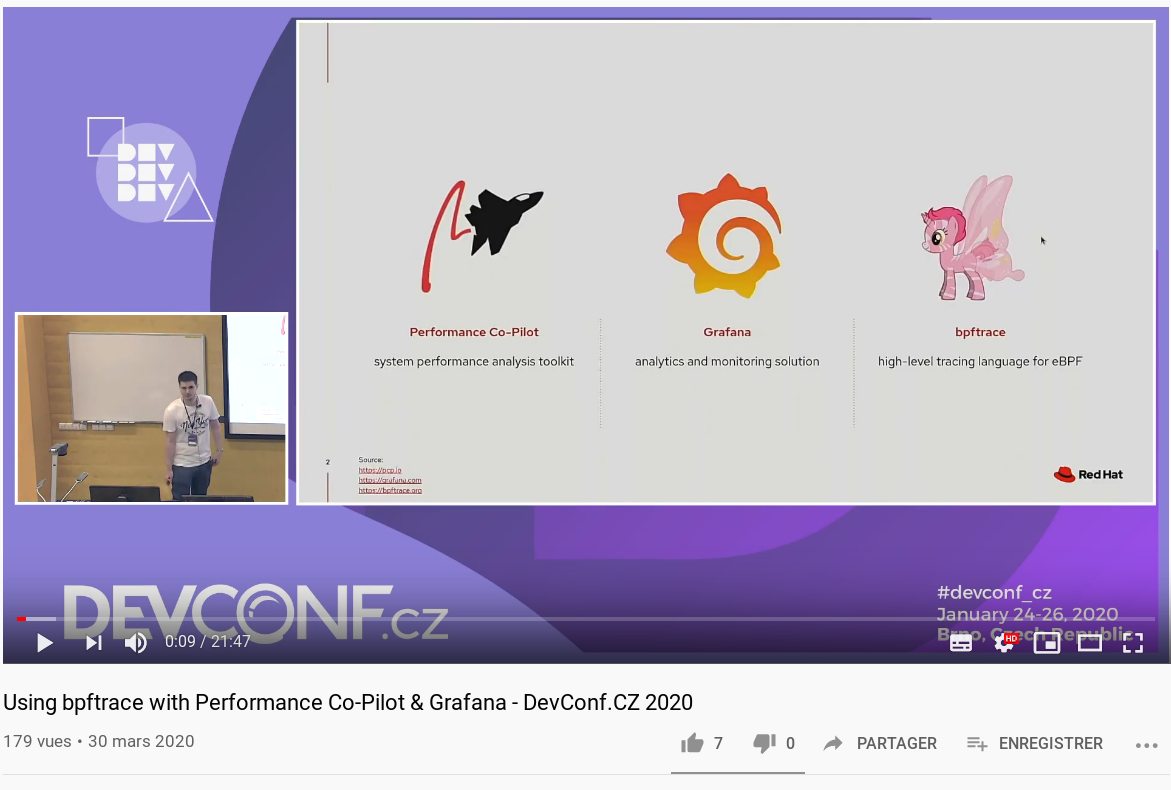 DEV
DEV
DEV
Performance Co-Pilot
system performance analysis toolkit
Grafana
analytics and monitoring solution
bpftrace
high-level tracing language for eBPF
2
Source:
https://pcp.io
https://grafana.com
https://bpftrace.org
Red Hat
DEVCONF.CZ
#devconf_cz
January 24-26, 2020
Brno, Czech Republic
0:09 / 21:47
HD
Using bpftrace with Performance Co-Pilot & Grafana - DevConf.CZ 2020
179 vues • 30 mars 2020
7
0
PARTAGER
ENREGISTRER